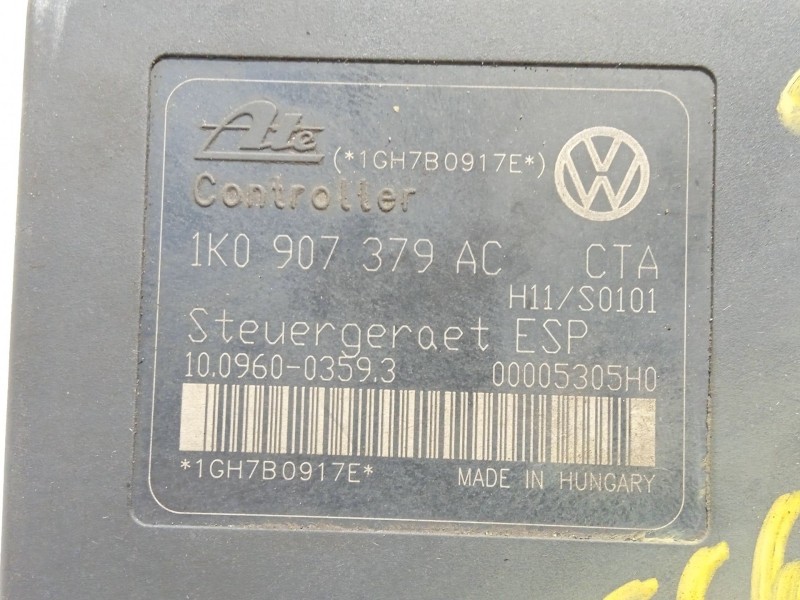 Ate (*1GH7B0917E*) VW
Controller
1K0 907 379 AC CTA
H11/S0101
Steuergeraet ESP
10.0960-0359.3 00005305H0
*1GH7B0917E* MADE IN HUNGARY